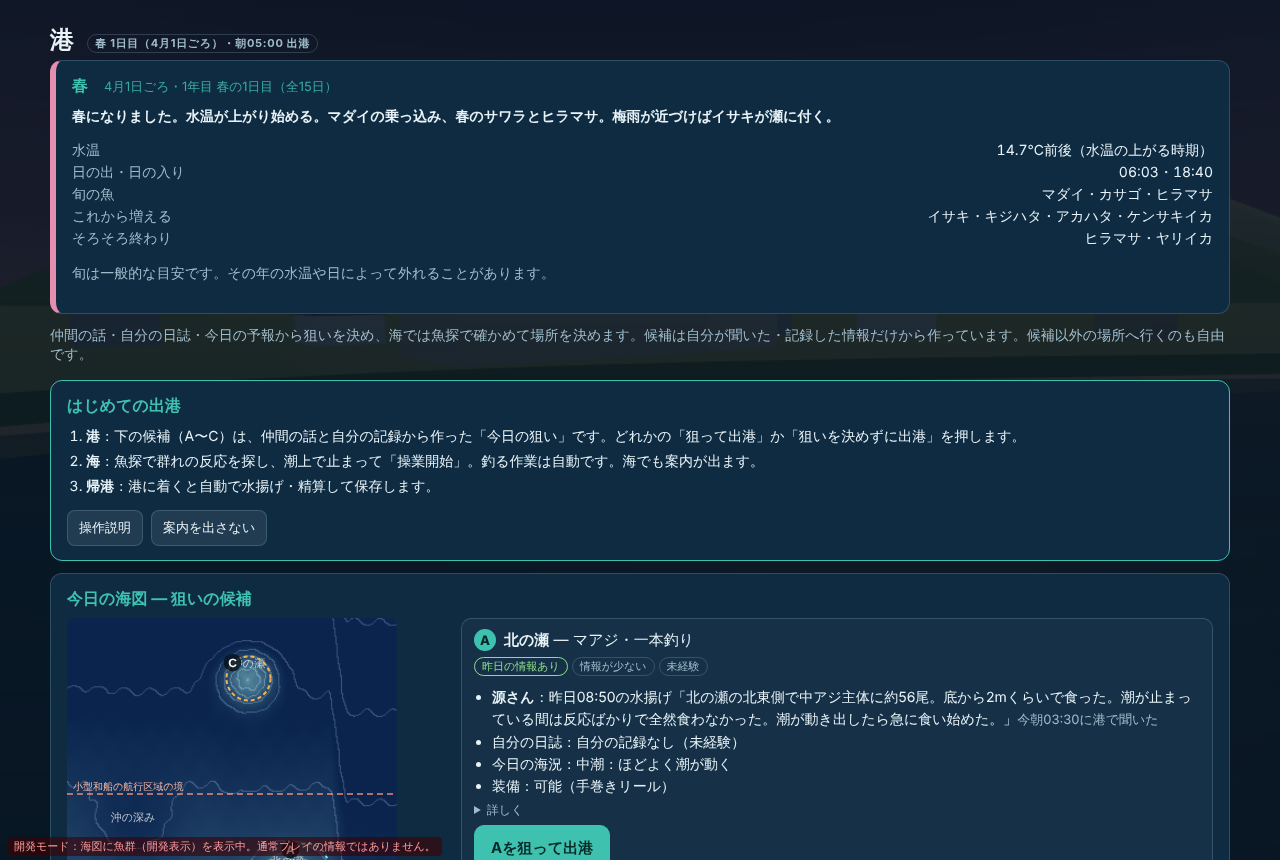 港 春 1日目（4月1日ごろ）・朝05:00 出港
春 4月1日ごろ・1年目 春の1日目（全15日）
春になりました。水温が上がり始める。マダイの乗っ込み、春のサワラとヒラマサ。梅雨が近づけばイサキが瀬に付く。
水温 14.7℃前後（水温の上がる時期）
日の出・日の入り 06:03・18:40
旬の魚 マダイ・カサゴ・ヒラマサ
これから増える イサキ・キジハタ・アカハタ・ケンサキイカ
そろそろ終わり ヒラマサ・ヤリイカ
旬は一般的な目安です。その年の水温や日によって外れることがあります。
仲間の話・自分の日誌・今日の予報から狙いを決め、海では魚探で確かめて場所を決めます。候補は自分が聞いた・記録した情報だけから作っています。候補以外の場所へ行くのも自由
です。
はじめての出港
1. 港：下の候補（A〜C）は、仲間の話と自分の記録から作った「今日の狙い」です。どれかの「狙って出港」か「狙いを決めずに出港」を押します。
2. 海：魚探で群れの反応を探し、潮上で止まって「操業開始」。釣る作業は自動です。海でも案内が出ます。
3. 帰港：港に着くと自動で水揚げ・精算して保存します。
操作説明 案内を出さない
今日の海図 — 狙いの候補
C
小型和船の航行区域の境
沖の深み
A 北の瀬 — マアジ・一本釣り
昨日の情報あり 情報が少ない 未経験
• 源さん：昨日08:50の水揚げ「北の瀬の北東側で中アジ主体に約56尾。底から2mくらいで食った。潮が止まっ
ている間は反応ばかりで全然食わなかった。潮が動き出したら急に食い始めた。」今朝03:30に港で聞いた
• 自分の日誌：自分の記録なし（未経験）
• 今日の海況：中潮：ほどよく潮が動く
• 装備：可能（手巻きリール）
▶ 詳しく
Aを狙って出港
開発モード：海図に魚群（開発表示）を表示中。通常プレイの情報ではありません。